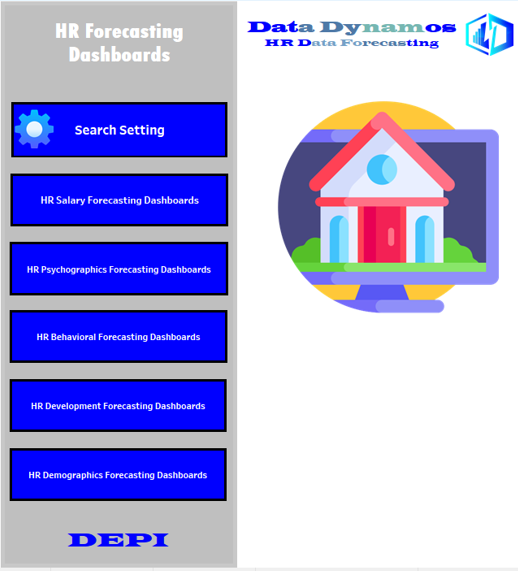 HR Forecasting
Dashboards
Search Setting
HR Salary Forecasting Dashboards
HR Psychographics Forecasting Dashboards
HR Behavioral Forecasting Dashboards
HR Development Forecasting Dashboards
HR Demographics Forecasting Dashboards
DEPI
Data Dynamos
HR Data Forecasting